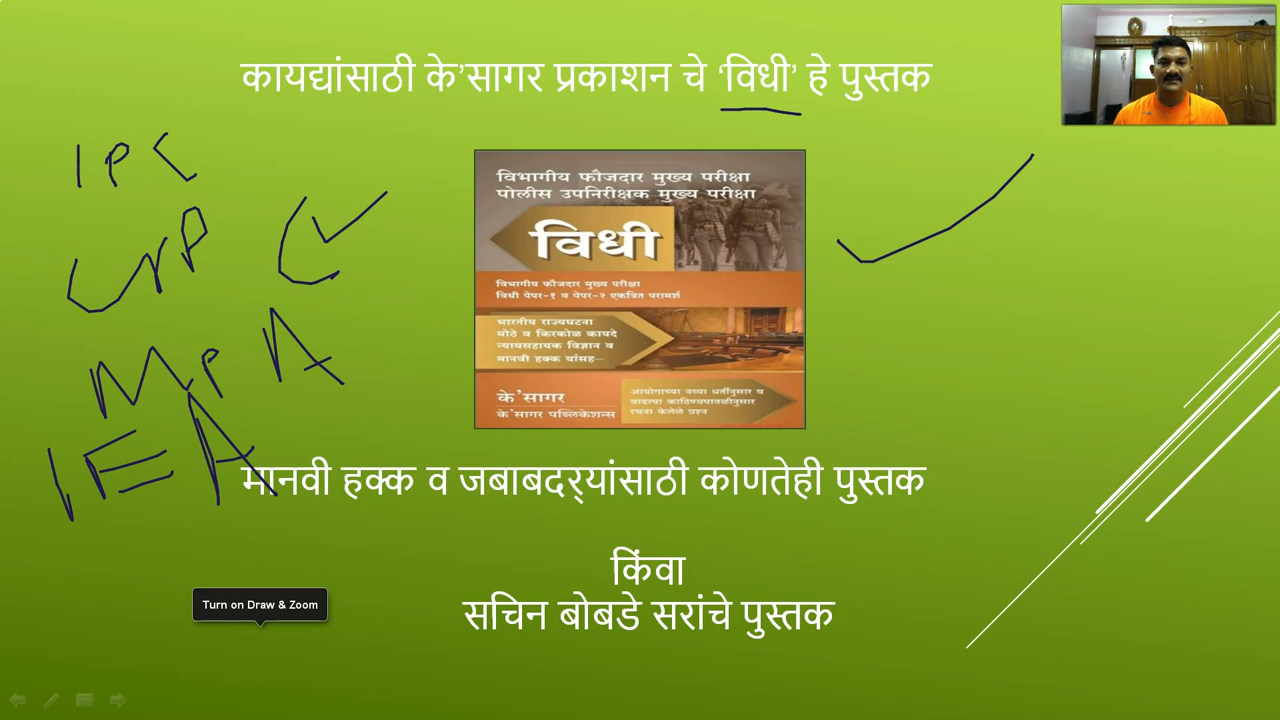 कायद्यांसाठी के'सागर प्रकाशन चे 'विधी' हे पुस्तक
IPC
CrPC
MPA
IEA
विभागीय फौजदार मुख्य परीक्षा
पोलीस उपनिरीक्षक मुख्य परीक्षा
विधी
विभागीय फौजदार मुख्य परीक्षा
विधी पेपर-१ व पेपर-२ एकत्रित परामर्श
भारतीय राज्यघटना
मोठे व किरकोळ कायदे
न्यायसहायक विज्ञान व
मानवी हक्क यांसह–
के'सागर
के'सागर पब्लिकेशन्स
आयोगाच्या नव्या धर्तीनुसार व
वाढत्या काठिण्यपातळीनुसार
रचना केलेले प्रश्न
मानवी हक्क व जबाबदऱ्यांसाठी कोणतेही पुस्तक
किंवा
सचिन बोबडे सरांचे पुस्तक
Turn on Draw & Zoom